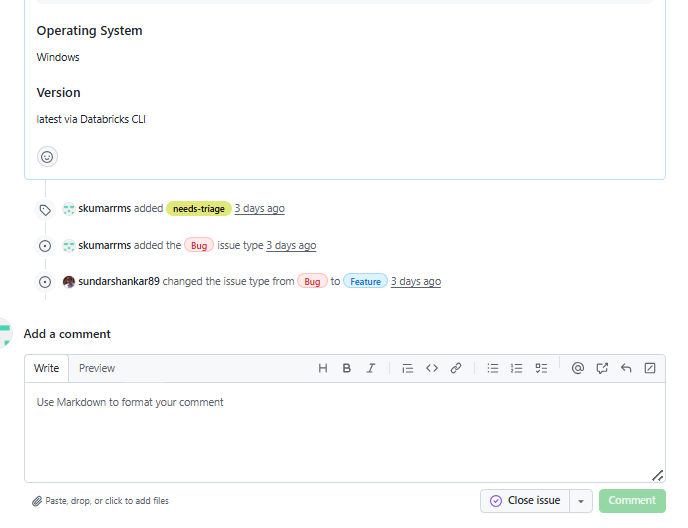 Operating System
Windows
Version
latest via Databricks CLI
skumarrms added needs-triage 3 days ago
skumarrms added the Bug issue type 3 days ago
sundarshankar89 changed the issue type from Bug to Feature 3 days ago
Add a comment
Write Preview
Use Markdown to format your comment
Paste, drop, or click to add files Close issue Comment